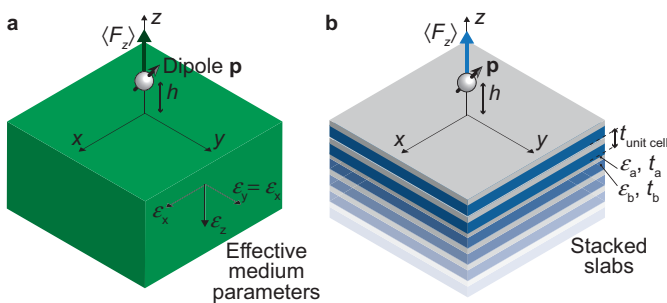 a
z
⟨F_z⟩
Dipole p
h
x
y
ε_x
ε_y = ε_x
ε_z
Effective
medium
parameters
b
z
⟨F_z⟩
p
h
x
y
t_unit cell
ε_a, t_a
ε_b, t_b
Stacked
slabs